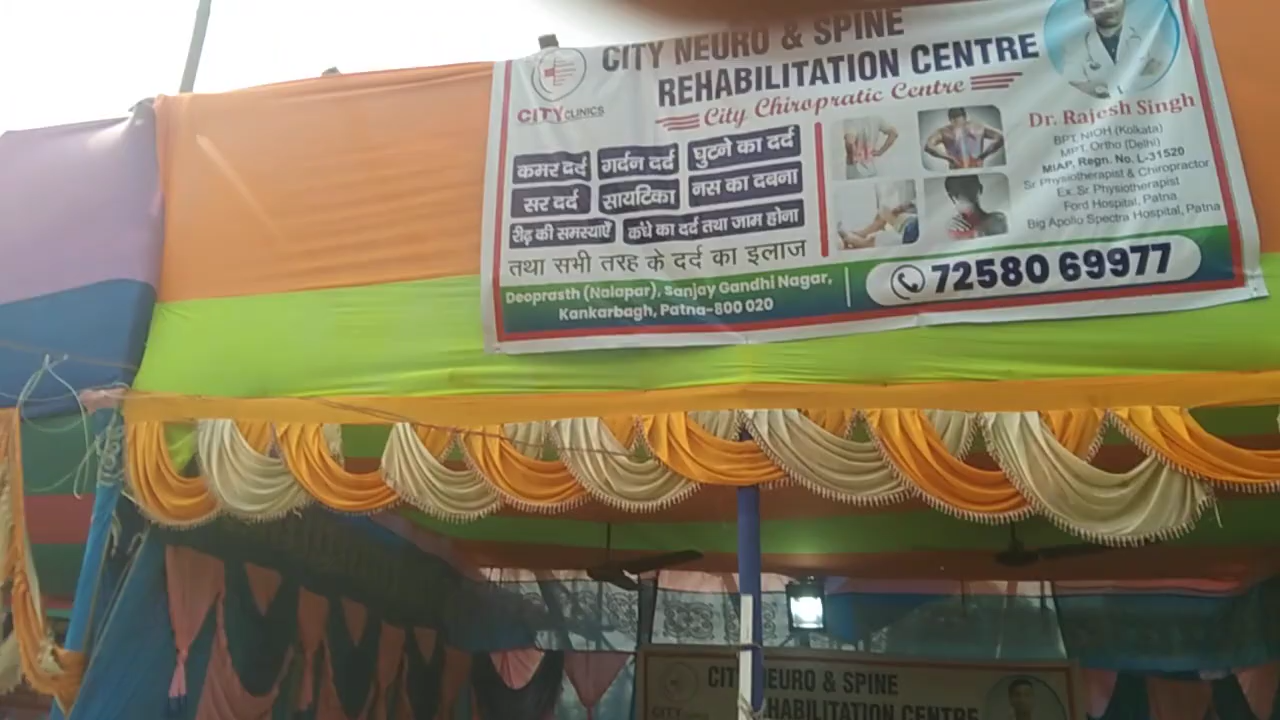 CITY NEURO & SPINE
REHABILITATION CENTRE
City Chiropratic Centre
CITY CLINICS
कमर दर्द गर्दन दर्द घुटने का दर्द
सर दर्द सायटिका नस का दबना
रीढ़ की समस्याएँ कंधे का दर्द तथा जाम होना
तथा सभी तरह के दर्द का इलाज
Dr. Rajesh Singh
BPT, NIOH (Kolkata)
MPT, Ortho (Delhi)
MIAP, Regn. No. L-31520
Sr Physiotherapist & Chiropractor
Ex. Sr Physiotherapist
Ford Hospital, Patna
Big Apollo Spectra Hospital, Patna
Deoprasth (Nalapar), Sanjay Gandhi Nagar,
Kankarbagh, Patna-800 020
72580 69977
CITY NEURO & SPINE
REHABILITATION CENTRE